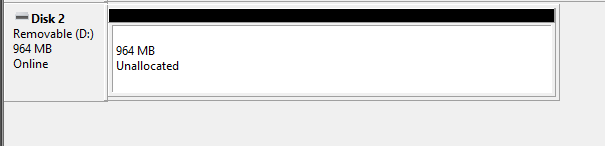 Disk 2
Removable (D:)
964 MB
Online
964 MB
Unallocated